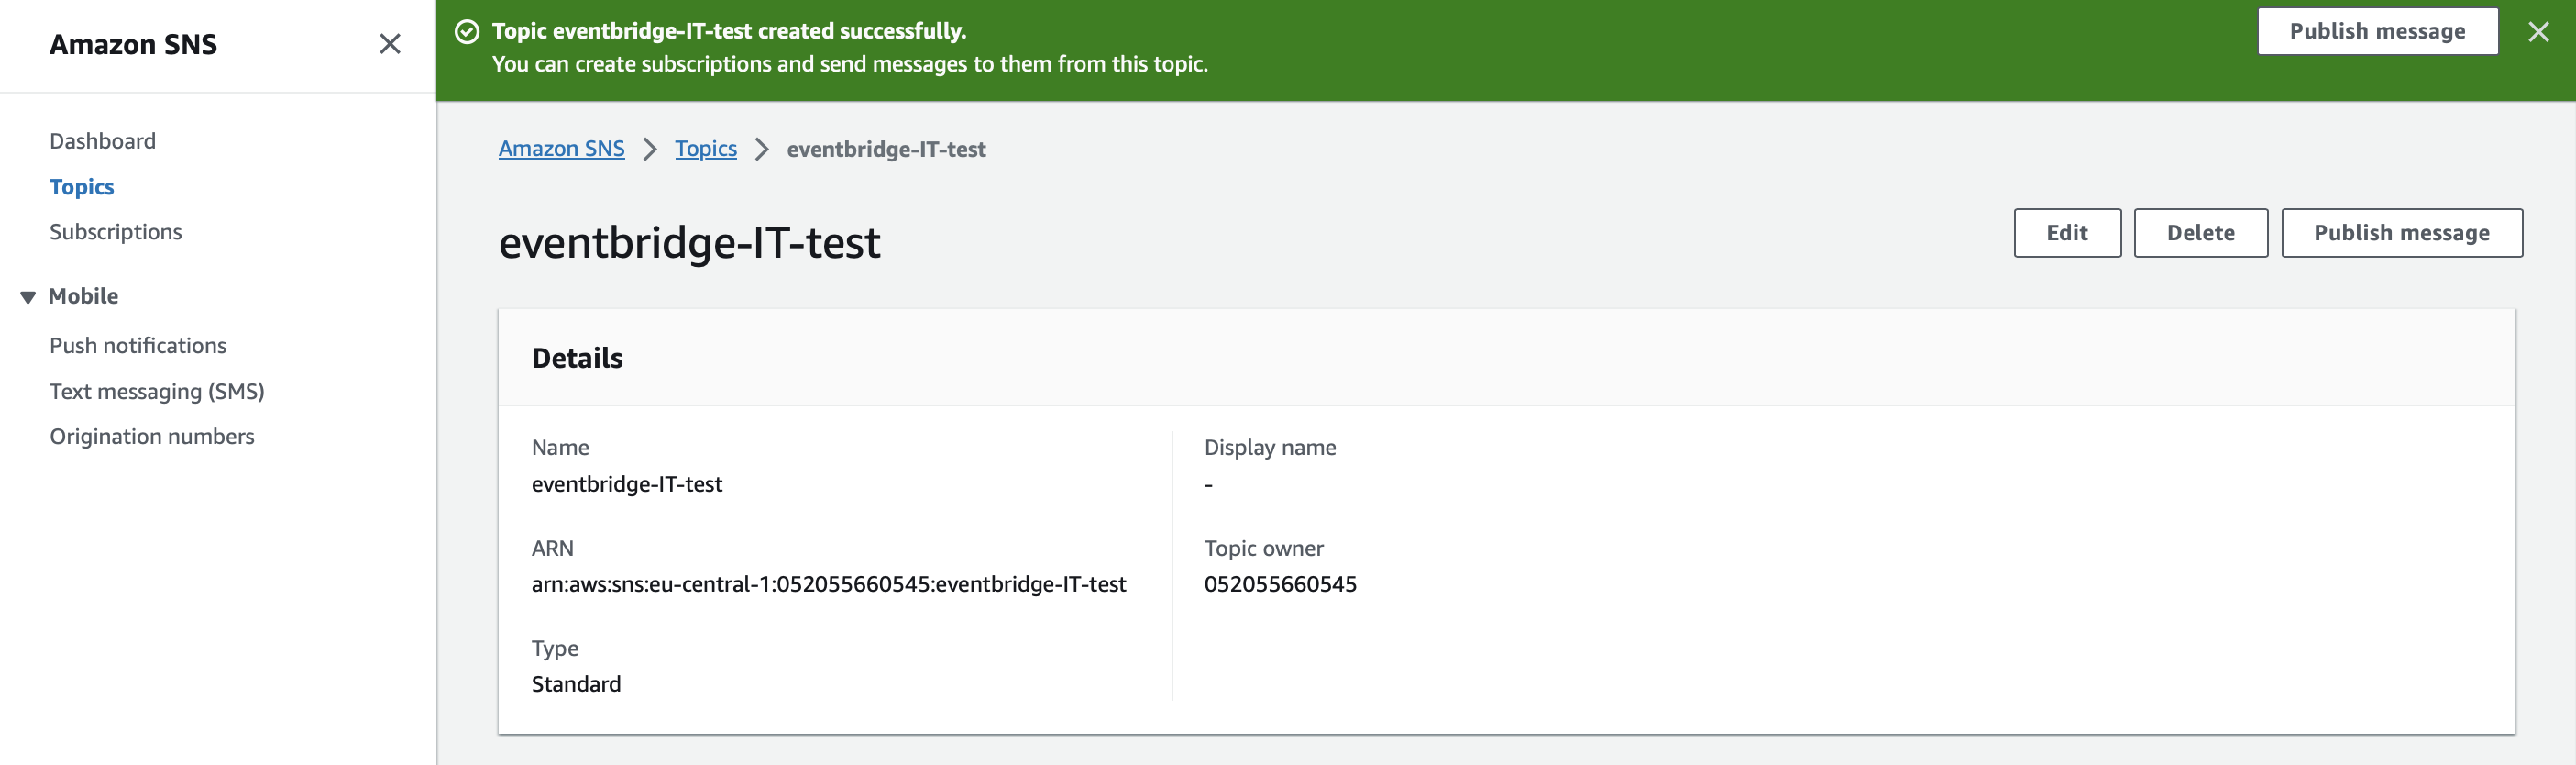 Amazon SNS
Dashboard
Topics
Subscriptions
Mobile
Push notifications
Text messaging (SMS)
Origination numbers
Topic eventbridge-IT-test created successfully.
You can create subscriptions and send messages to them from this topic.
Publish message
Amazon SNS
Topics
eventbridge-IT-test
eventbridge-IT-test
Edit
Delete
Publish message
Details
Name
eventbridge-IT-test
ARN
arn:aws:sns:eu-central-1:052055660545:eventbridge-IT-test
Type
Standard
Display name
-
Topic owner
052055660545